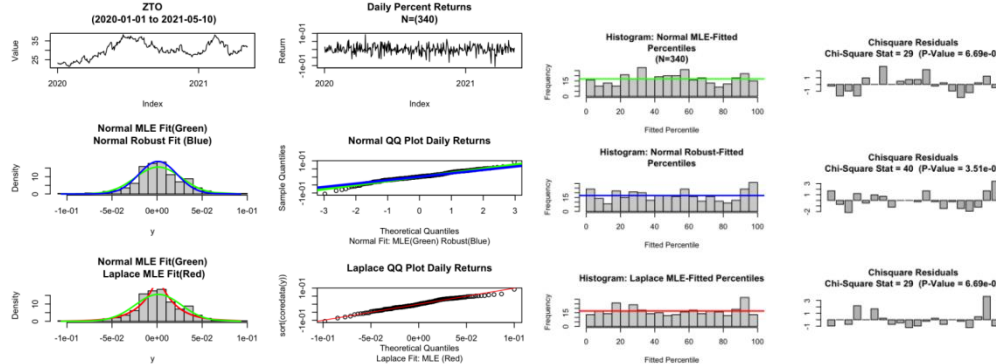 ZTO
(2020-01-01 to 2021-05-10)
Value
25 35
2020 2021
Index
Daily Percent Returns
N=(340)
Return
-1e-01 1e-01
2020 2021
Index
Histogram: Normal MLE-Fitted
Percentiles
(N=340)
Frequency
0 15
0 20 40 60 80 100
Fitted Percentile
Chisquare Residuals
Chi-Square Stat = 29 (P-Value = 6.69e-0
-1 1
Normal MLE Fit(Green)
Normal Robust Fit (Blue)
Density
0 10
-1e-01 -5e-02 0e+00 5e-02 1e-01
y
Normal QQ Plot Daily Returns
Sample Quantiles
-1e-01 1e-01
-3 -2 -1 0 1 2 3
Theoretical Quantiles
Normal Fit: MLE(Green) Robust(Blue)
Histogram: Normal Robust-Fitted
Percentiles
Frequency
0 15
0 20 40 60 80 100
Fitted Percentile
Chisquare Residuals
Chi-Square Stat = 40 (P-Value = 3.51e-0
-2 2
Normal MLE Fit(Green)
Laplace MLE Fit(Red)
Density
0 10
-1e-01 -5e-02 0e+00 5e-02 1e-01
y
Laplace QQ Plot Daily Returns
sort(coredata(y))
-1e-01 1e-01
-1e-01 -5e-02 0e+00 5e-02 1e-01
Theoretical Quantiles
Laplace Fit: MLE (Red)
Histogram: Laplace MLE-Fitted Percentiles
Frequency
0 15
0 20 40 60 80 100
Fitted Percentile
Chisquare Residuals
Chi-Square Stat = 29 (P-Value = 6.69e-0
-1 3